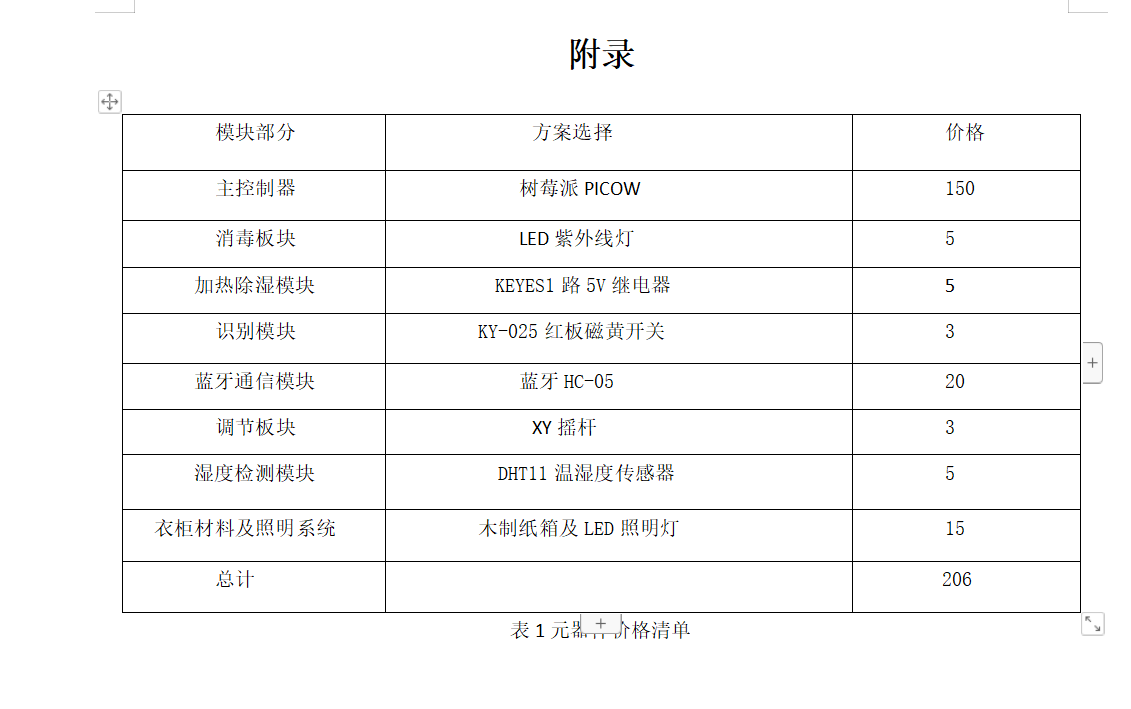 附录
模块部分 方案选择 价格
主控制器 树莓派 PICOW 150
消毒板块 LED 紫外线灯 5
加热除湿模块 KEYES1 路 5V 继电器 5
识别模块 KY-025 红板磁黄开关 3
蓝牙通信模块 蓝牙 HC-05 20
调节板块 XY 摇杆 3
湿度检测模块 DHT11 温湿度传感器 5
衣柜材料及照明系统 木制纸箱及 LED 照明灯 15
总计 206
表 1 元器件价格清单